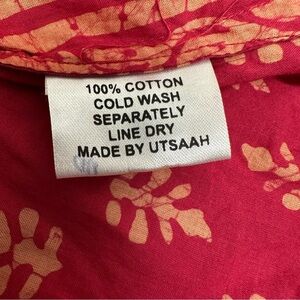 100% COTTON
COLD WASH
SEPARATELY
LINE DRY
MADE BY UTSAAH